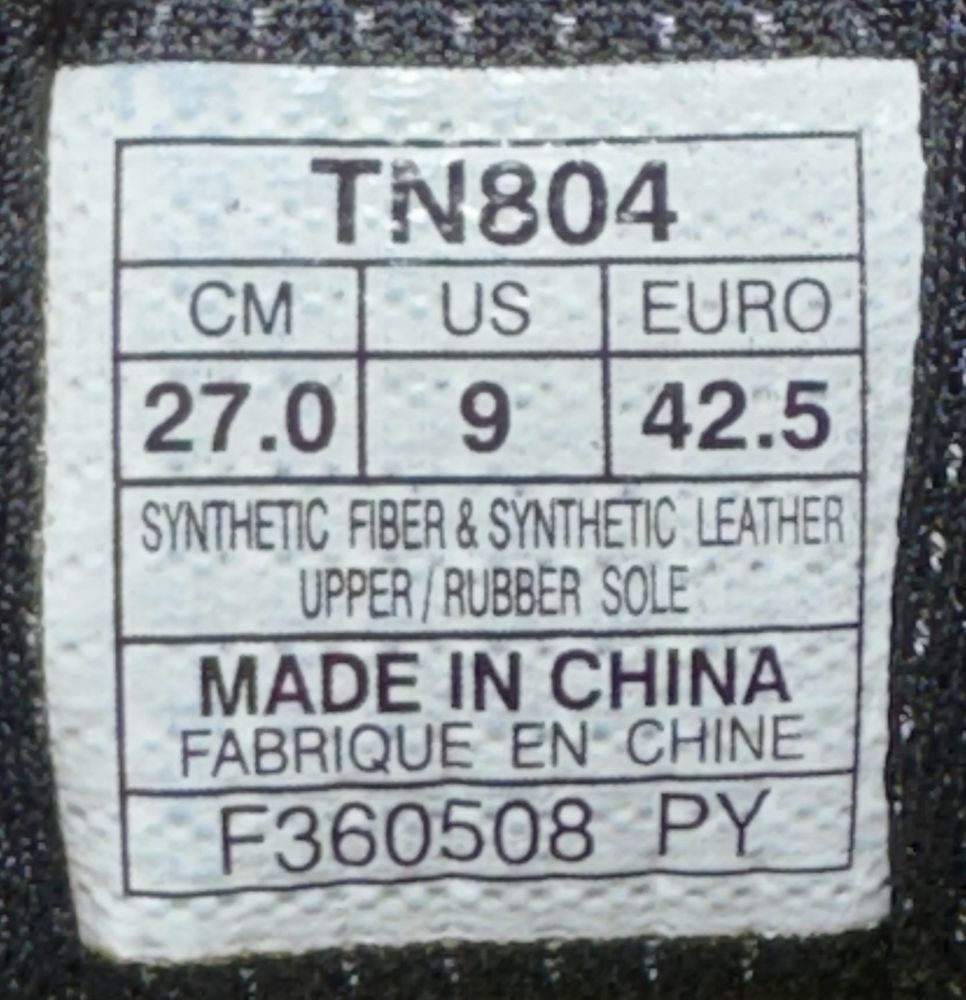 TN804
CM US EURO
27.0 9 42.5
SYNTHETIC FIBER & SYNTHETIC LEATHER
UPPER / RUBBER SOLE
MADE IN CHINA
FABRIQUE EN CHINE
F360508 PY